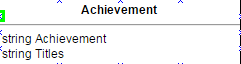 Achievement
string Achievement
string Titles